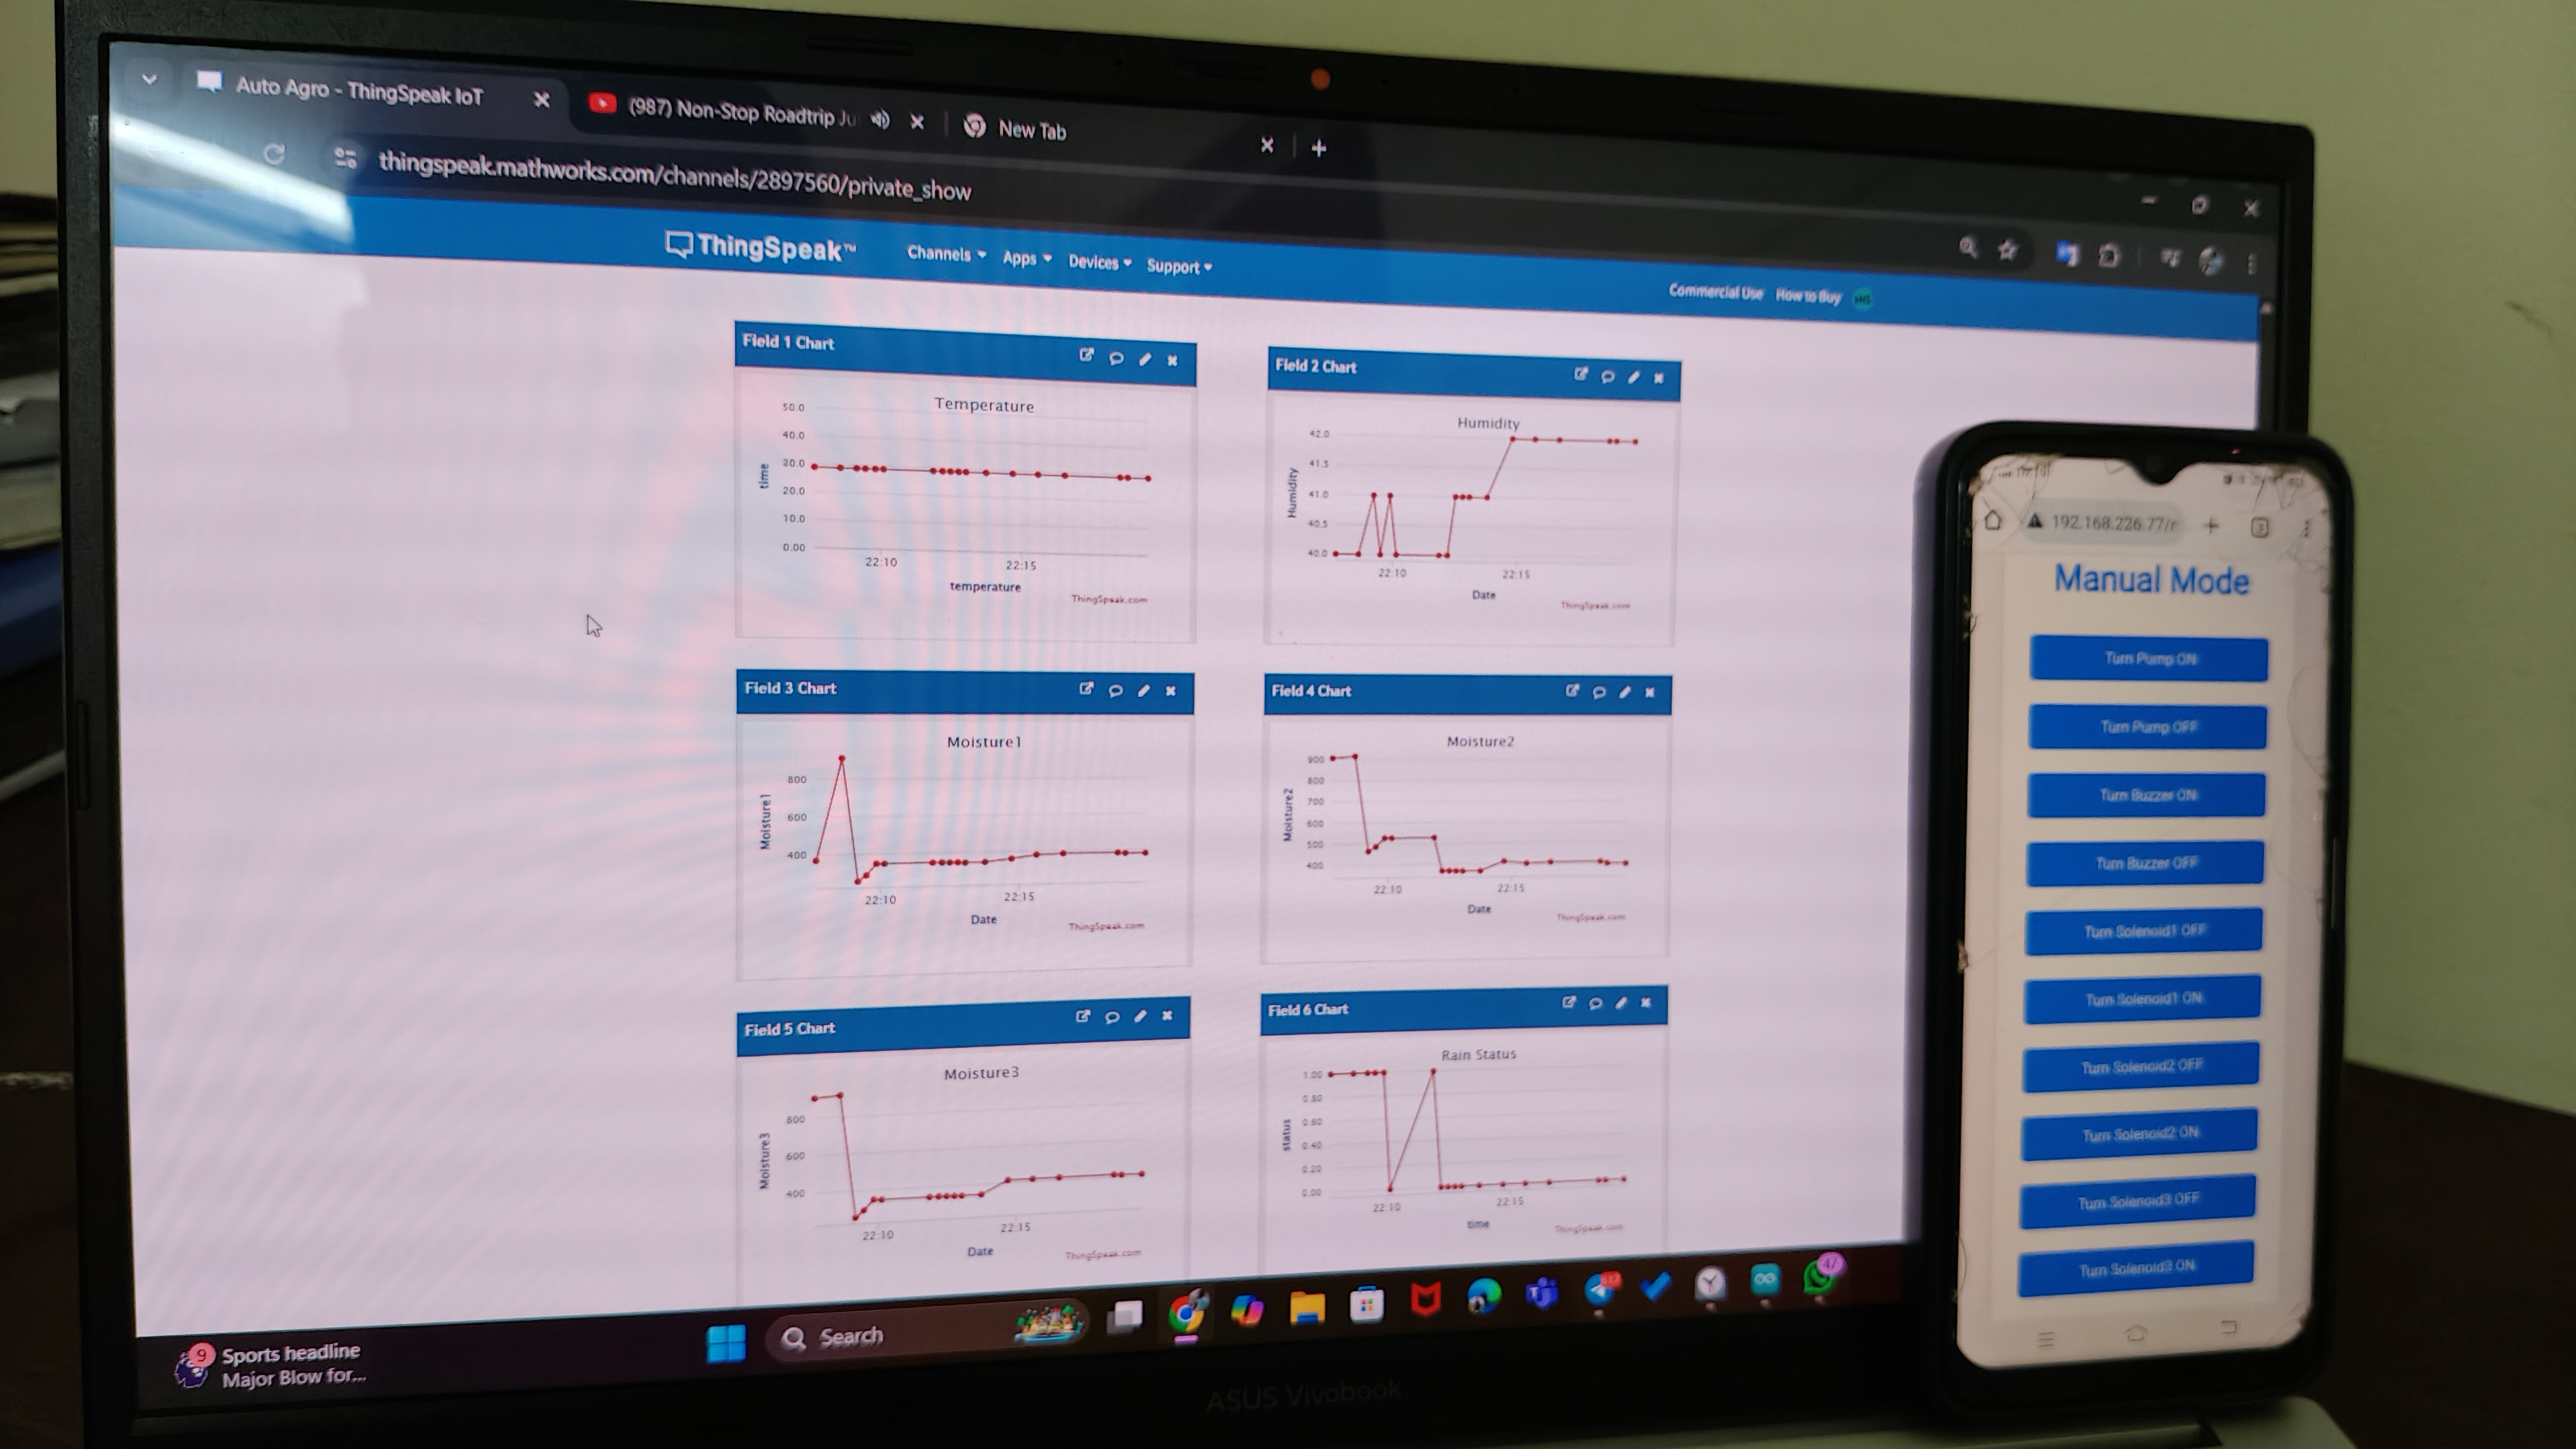 Auto Agro - ThingSpeak IoT
(987) Non-Stop Roadtrip Ju
New Tab
thingspeak.mathworks.com/channels/2897560/private_show
ThingSpeak™
Channels
Apps
Devices
Support
Commercial Use
How to Buy
HG
Field 1 Chart
Temperature
50.0
40.0
30.0
20.0
10.0
0.00
time
22:10
22:15
temperature
ThingSpeak.com
Field 2 Chart
Humidity
42.0
41.5
41.0
40.5
40.0
Humidity
22:10
22:15
Date
ThingSpeak.com
Field 3 Chart
Moisture1
800
600
400
Moisture1
22:10
22:15
Date
ThingSpeak.com
Field 4 Chart
Moisture2
900
800
700
600
500
400
Moisture2
22:10
22:15
Date
ThingSpeak.com
Field 5 Chart
Moisture3
800
600
400
Moisture3
22:10
22:15
Date
ThingSpeak.com
Field 6 Chart
Rain Status
1.00
0.80
0.60
0.40
0.20
0.00
status
22:10
22:15
time
ThingSpeak.com
9
Sports headline
Major Blow for...
Search
47
ASUS Vivobook
192.168.226.77/r
3
Manual Mode
Turn Pump ON
Turn Pump OFF
Turn Buzzer ON
Turn Buzzer OFF
Turn Solenoid1 OFF
Turn Solenoid1 ON
Turn Solenoid2 OFF
Turn Solenoid2 ON
Turn Solenoid3 OFF
Turn Solenoid3 ON